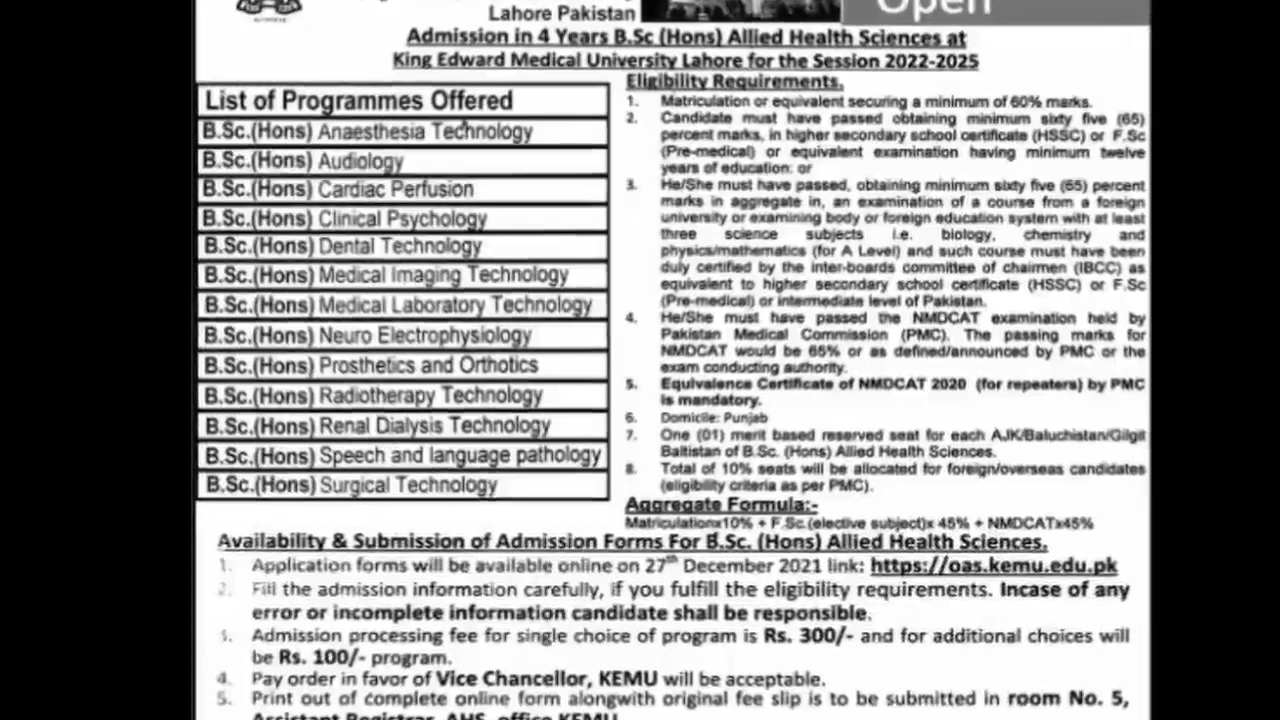 Lahore Pakistan
Open
Admission in 4 Years B.Sc (Hons) Allied Health Sciences at
King Edward Medical University Lahore for the Session 2022-2025
List of Programmes Offered
B.Sc.(Hons) Anaesthesia Technology
B.Sc.(Hons) Audiology
B.Sc.(Hons) Cardiac Perfusion
B.Sc.(Hons) Clinical Psychology
B.Sc.(Hons) Dental Technology
B.Sc.(Hons) Medical Imaging Technology
B.Sc.(Hons) Medical Laboratory Technology
B.Sc.(Hons) Neuro Electrophysiology
B.Sc.(Hons) Prosthetics and Orthotics
B.Sc.(Hons) Radiotherapy Technology
B.Sc.(Hons) Renal Dialysis Technology
B.Sc.(Hons) Speech and language pathology
B.Sc.(Hons) Surgical Technology
Eligibility Requirements.
1. Matriculation or equivalent securing a minimum of 60% marks.
2. Candidate must have passed obtaining minimum sixty five (65)
percent marks, in higher secondary school certificate (HSSC) or F.Sc
(Pre-medical) or equivalent examination having minimum twelve
years of education: or
3. He/She must have passed, obtaining minimum sixty five (65) percent
marks in aggregate in, an examination of a course from a foreign
university or examining body or foreign education system with at least
three science subjects i.e. biology, chemistry and
physics/mathematics (for A Level) and such course must have been
duly certified by the inter-boards committee of chairmen (IBCC) as
equivalent to higher secondary school certificate (HSSC) or F.Sc
(Pre-medical) or intermediate level of Pakistan.
4. He/She must have passed the NMDCAT examination held by
Pakistan Medical Commission (PMC). The passing marks for
NMDCAT would be 65% or as defined/announced by PMC or the
exam conducting authority.
5. Equivalence Certificate of NMDCAT 2020 (for repeaters) by PMC
is mandatory.
6. Domicile: Punjab
7. One (01) merit based reserved seat for each AJK/Baluchistan/Gilgit
Baltistan of B.Sc. (Hons) Allied Health Sciences.
8. Total of 10% seats will be allocated for foreign/overseas candidates
(eligibility criteria as per PMC).
Aggregate Formula:-
Matriculationx10% + F.Sc.(elective subject)x 45% + NMDCATx45%
Availability & Submission of Admission Forms For B.Sc. (Hons) Allied Health Sciences.
1. Application forms will be available online on 27th December 2021 link: https://oas.kemu.edu.pk
2. Fill the admission information carefully, if you fulfill the eligibility requirements. Incase of any
error or incomplete information candidate shall be responsible.
3. Admission processing fee for single choice of program is Rs. 300/- and for additional choices will
be Rs. 100/- program.
4. Pay order in favor of Vice Chancellor, KEMU will be acceptable.
5. Print out of complete online form alongwith original fee slip is to be submitted in room No. 5,
Assistant Registrar, AHS, office KEMU